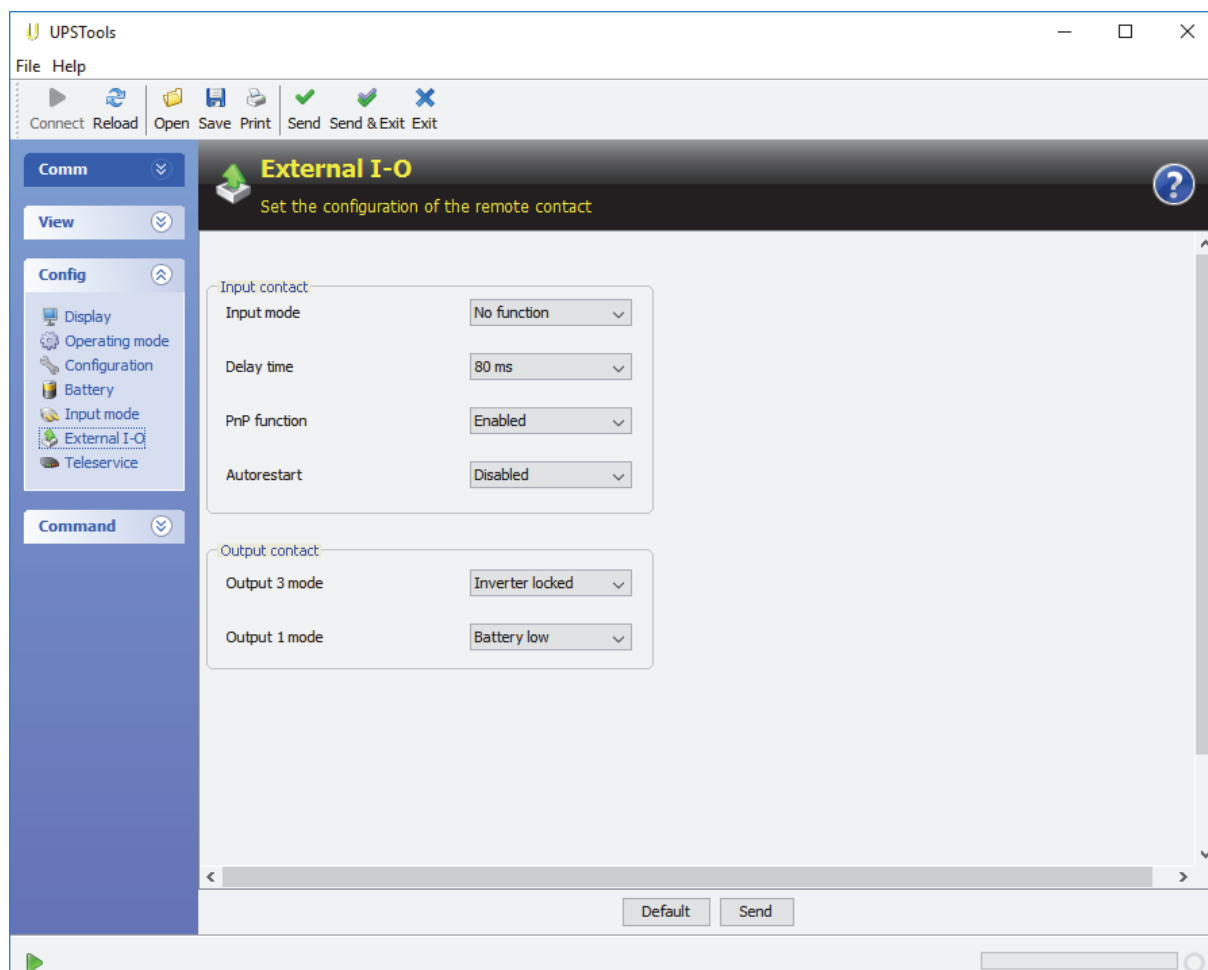 UPSTools
File Help
Connect Reload Open Save Print Send Send & Exit Exit
Comm
View
Config
Display
Operating mode
Configuration
Battery
Input mode
External I-O
Teleservice
Command
External I-O
Set the configuration of the remote contact
?
Input contact
Input mode No function
Delay time 80 ms
PnP function Enabled
Autorestart Disabled
Output contact
Output 3 mode Inverter locked
Output 1 mode Battery low
Default Send